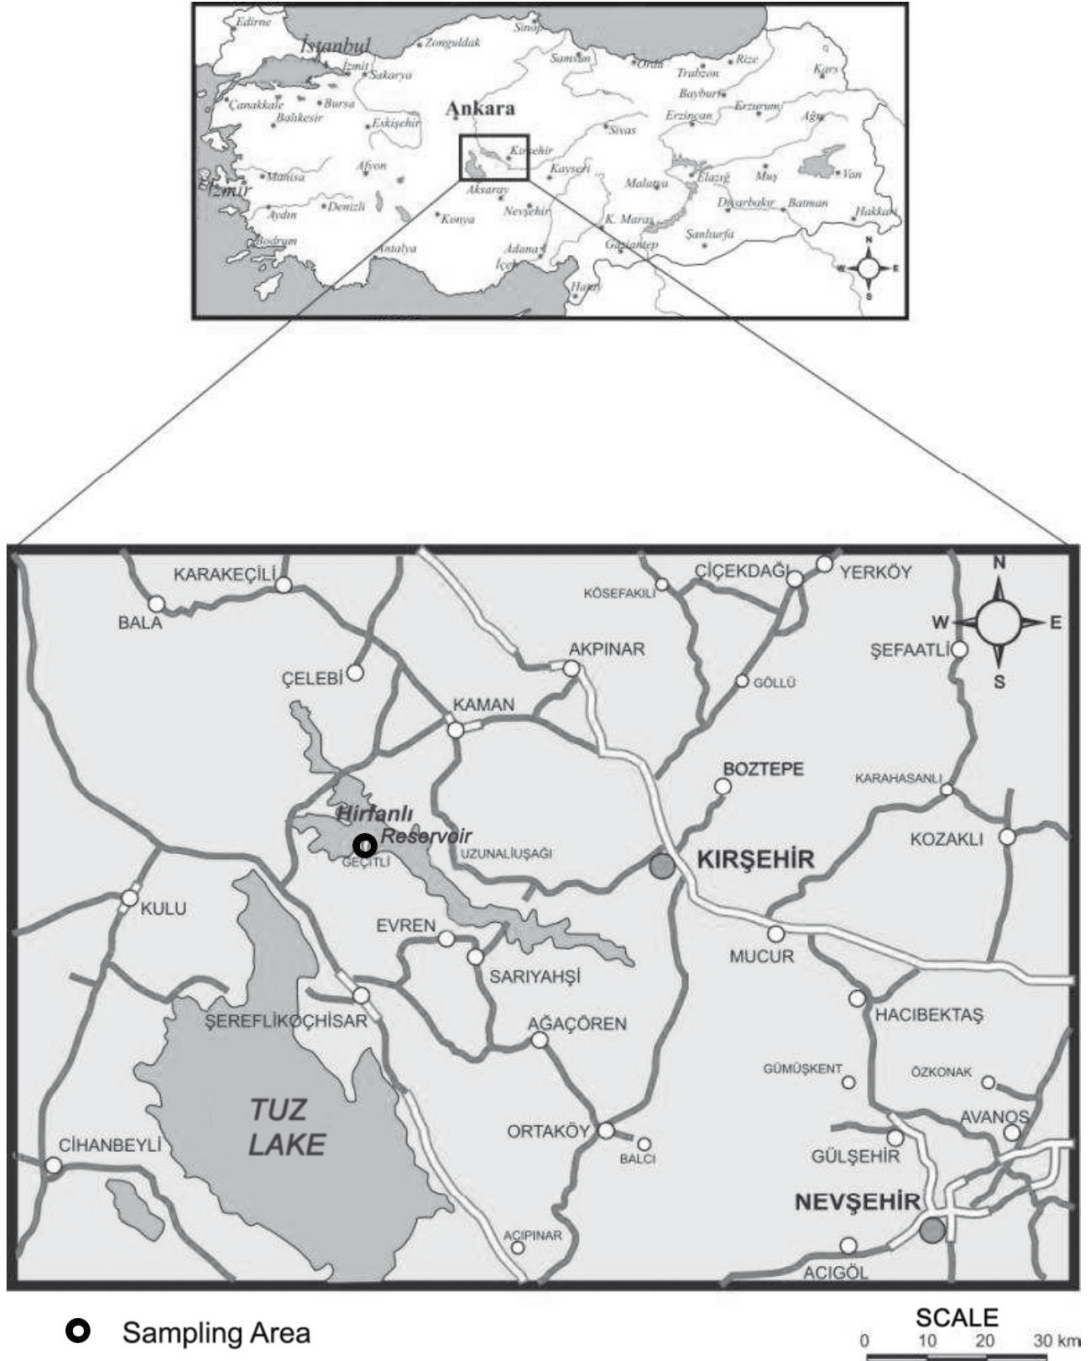 Edirne
Sinop
İstanbul
Zonguldak
Samsun
Ordu
Rize
Trabzon
Kars
İzmit
Sakarya
Bayburt
Çanakkale
Bursa
Ankara
Erzurum
Balıkesir
Eskişehir
Erzincan
Ağrı
Sivas
Kırşehir
Afyon
Kayseri
Manisa
Elazığ
Muş
Van
İzmir
Aksaray
Malatya
Aydın
Denizli
Konya
Nevşehir
K. Maraş
Diyarbakır
Batman
Hakkari
Bodrum
Antalya
Adana
Gaziantep
Şanlıurfa
İçel
Hatay
N
W E
S
KARAKEÇİLİ
ÇİÇEKDAĞI
YERKÖY
KÖSEFAKILI
BALA
N
W E
S
AKPINAR
ŞEFAATLİ
ÇELEBİ
GÖLLÜ
KAMAN
BOZTEPE
KARAHASANLI
Hirfanlı
Reservoir
KOZAKLI
GEÇİTLİ
UZUNALİUŞAĞI
KIRŞEHİR
KULU
EVREN
MUCUR
SARIYAHŞİ
ŞEREFLİKOÇHİSAR
HACIBEKTAŞ
AĞAÇÖREN
GÜMÜŞKENT
ÖZKONAK
TUZ
LAKE
AVANOS
ORTAKÖY
CİHANBEYLİ
BALCI
GÜLŞEHİR
NEVŞEHİR
ACIPINAR
ACIGÖL
Sampling Area
SCALE
0 10 20 30 km